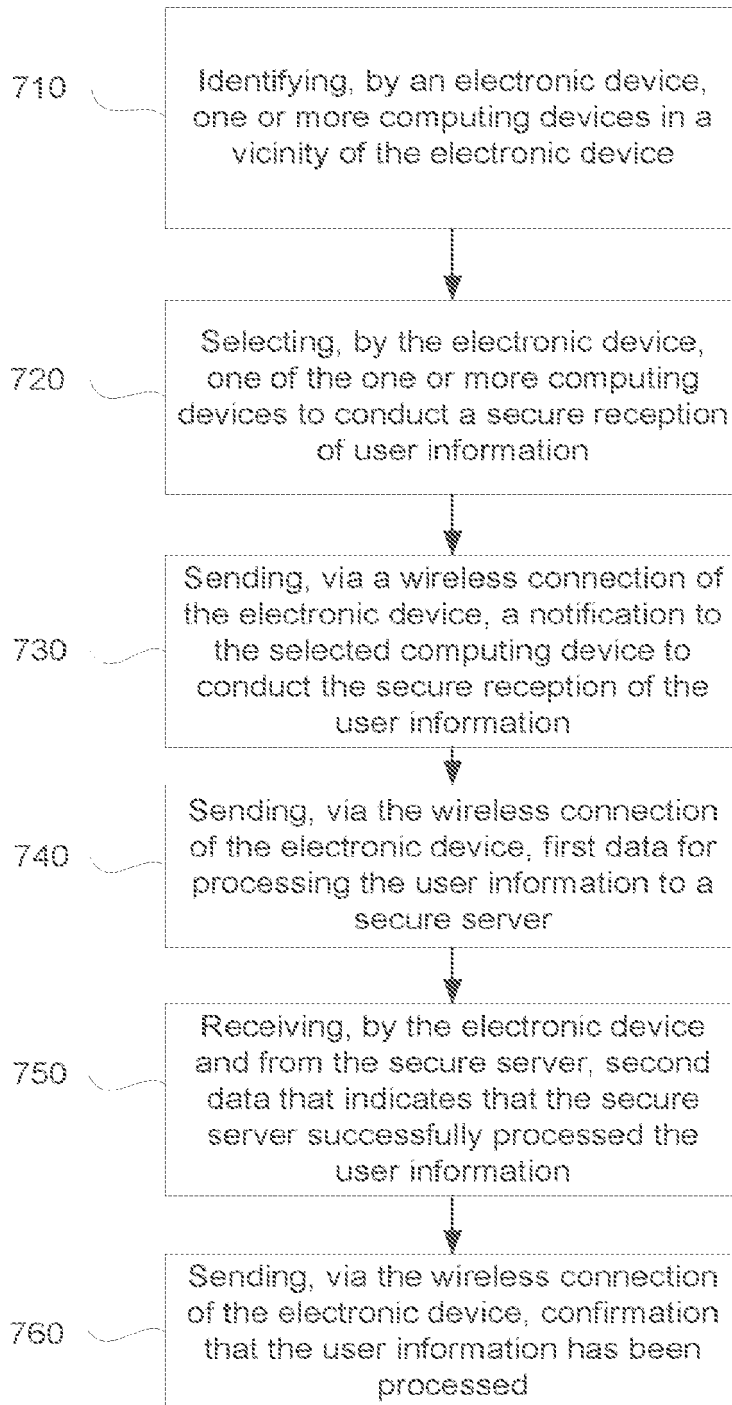 710
Identifying, by an electronic device,
one or more computing devices in a
vicinity of the electronic device
720
Selecting, by the electronic device,
one of the one or more computing
devices to conduct a secure reception
of user information
730
Sending, via a wireless connection of
the electronic device, a notification to
the selected computing device to
conduct the secure reception of the
user information
740
Sending, via the wireless connection
of the electronic device, first data for
processing the user information to a
secure server
750
Receiving, by the electronic device
and from the secure server, second
data that indicates that the secure
server successfully processed the
user information
760
Sending, via the wireless connection
of the electronic device, confirmation
that the user information has been
processed